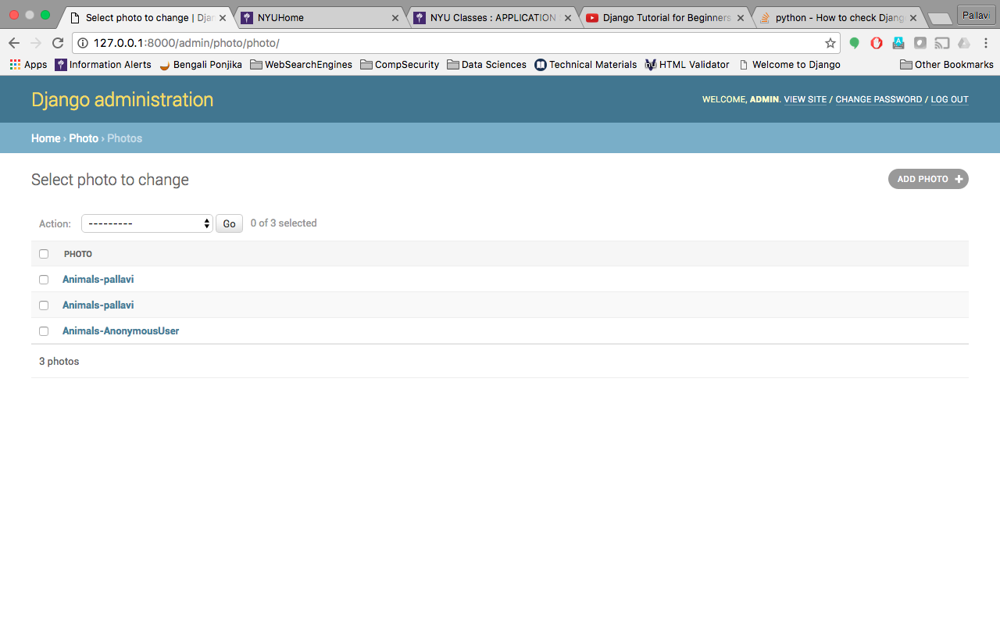 Select photo to change | Djan
NYUHome
NYU Classes : APPLICATION
Django Tutorial for Beginners
python - How to check Djang
Pallavi
127.0.0.1:8000/admin/photo/photo/
Apps Information Alerts Bengali Ponjika WebSearchEngines CompSecurity Data Sciences Technical Materials HTML Validator Welcome to Django Other Bookmarks
Django administration
WELCOME, ADMIN. VIEW SITE / CHANGE PASSWORD / LOG OUT
Home › Photo › Photos
Select photo to change
ADD PHOTO +
Action: --------- Go 0 of 3 selected
PHOTO
Animals-pallavi
Animals-pallavi
Animals-AnonymousUser
3 photos